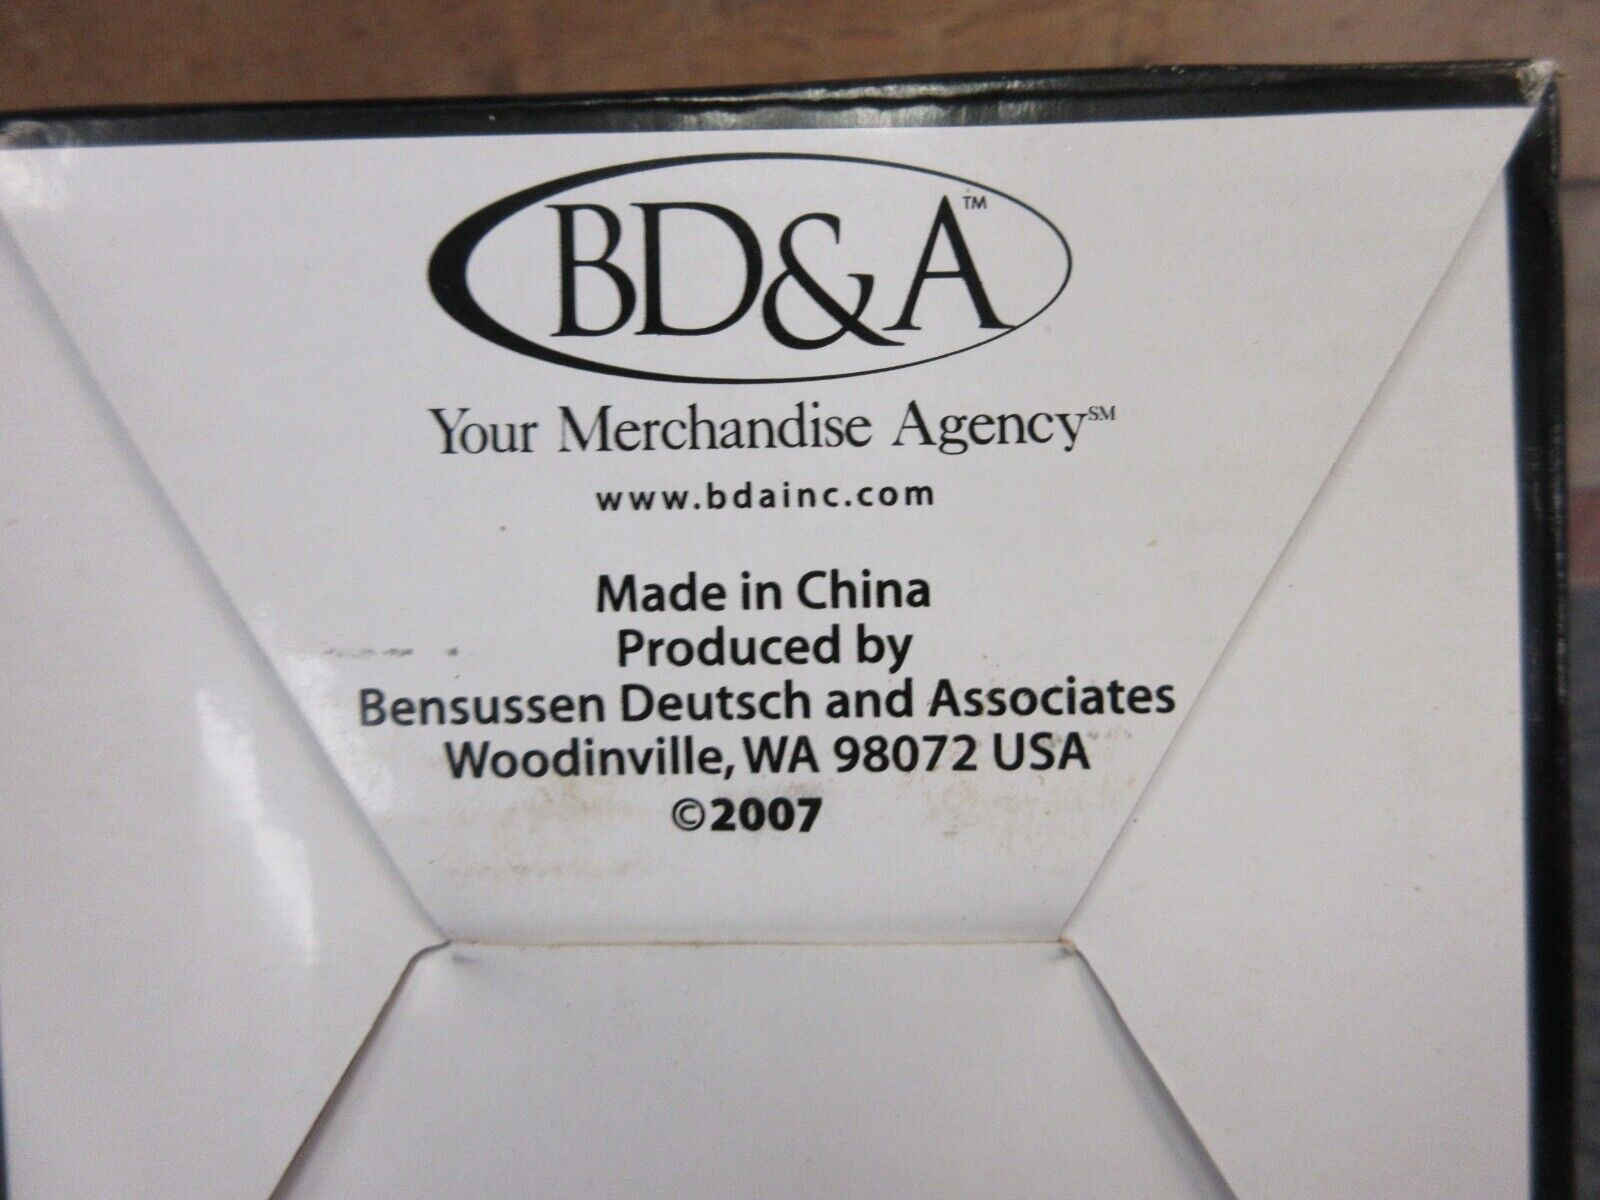 BD&A™
Your Merchandise Agency℠
www.bdainc.com
Made in China
Produced by
Bensussen Deutsch and Associates
Woodinville, WA 98072 USA
©2007